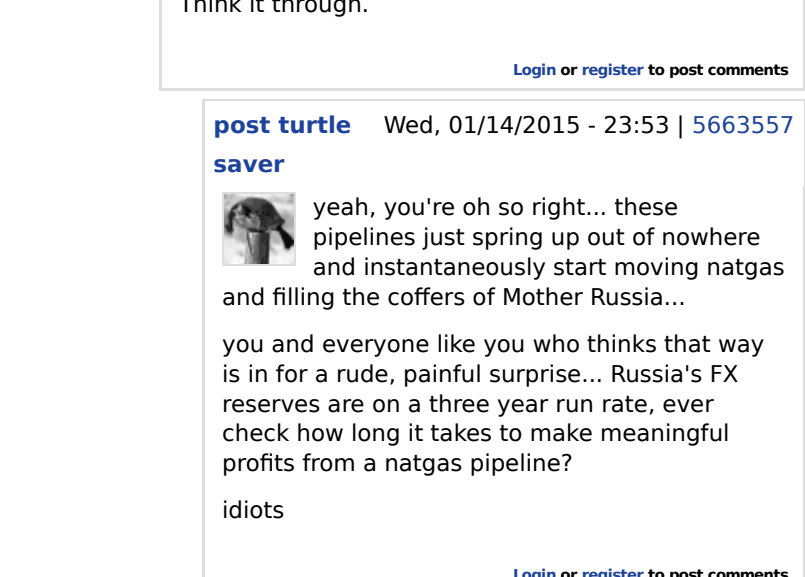 Think it through.
Login or register to post comments
post turtle saver Wed, 01/14/2015 - 23:53 | 5663557
yeah, you're oh so right... these
pipelines just spring up out of nowhere
and instantaneously start moving natgas
and filling the coffers of Mother Russia...
you and everyone like you who thinks that way
is in for a rude, painful surprise... Russia's FX
reserves are on a three year run rate, ever
check how long it takes to make meaningful
profits from a natgas pipeline?
idiots
Login or register to post comments